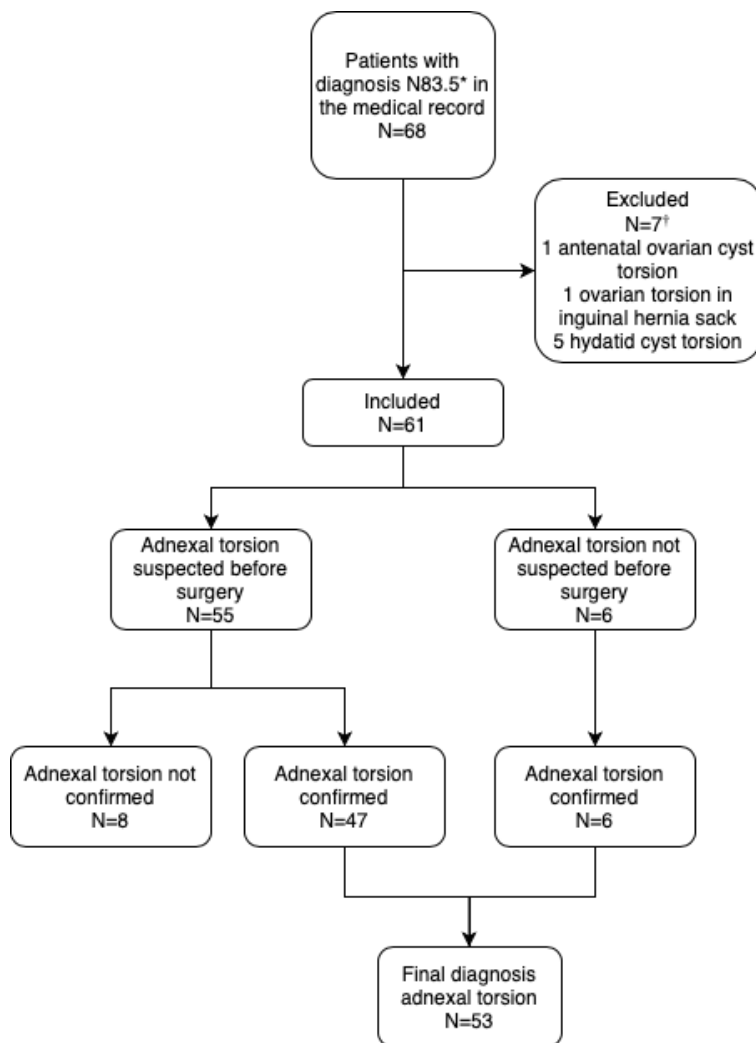 Patients with
diagnosis N83.5* in
the medical record
N=68
Excluded
N=7†
1 antenatal ovarian cyst
torsion
1 ovarian torsion in
inguinal hernia sack
5 hydatid cyst torsion
Included
N=61
Adnexal torsion
suspected before
surgery
N=55
Adnexal torsion not
suspected before
surgery
N=6
Adnexal torsion not
confirmed
N=8
Adnexal torsion
confirmed
N=47
Adnexal torsion
confirmed
N=6
Final diagnosis
adnexal torsion
N=53